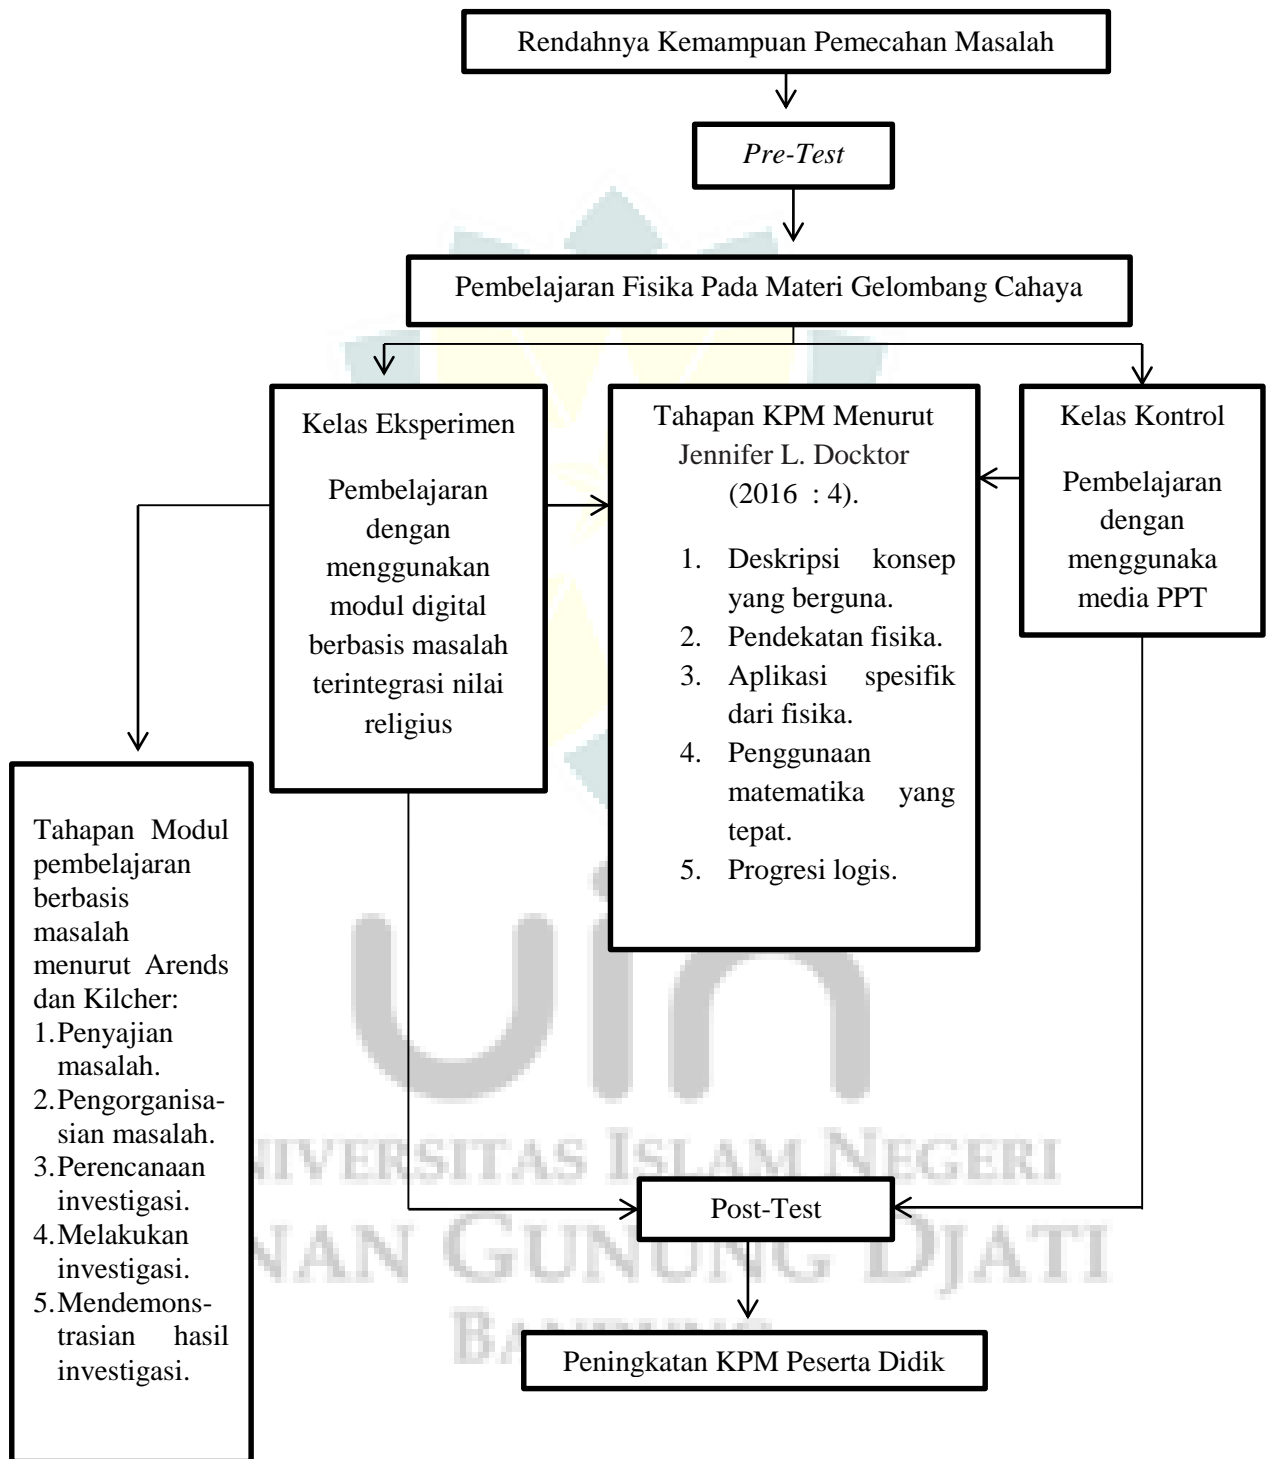 Rendahnya Kemampuan Pemecahan Masalah
Pre-Test
Pembelajaran Fisika Pada Materi Gelombang Cahaya
Kelas Eksperimen
Pembelajaran
dengan
menggunakan
modul digital
berbasis masalah
terintegrasi nilai
religius
Tahapan KPM Menurut
Jennifer L. Docktor
(2016 : 4).
1. Deskripsi konsep
yang berguna.
2. Pendekatan fisika.
3. Aplikasi spesifik
dari fisika.
4. Penggunaan
matematika yang
tepat.
5. Progresi logis.
Kelas Kontrol
Pembelajaran
dengan
menggunaka
media PPT
Tahapan Modul
pembelajaran
berbasis
masalah
menurut Arends
dan Kilcher:
1. Penyajian
masalah.
2. Pengorganisa-
sian masalah.
3. Perencanaan
investigasi.
4. Melakukan
investigasi.
5. Mendemons-
trasian hasil
investigasi.
uin
NIVERSITAS ISLAM NEGERI
NAN GUNUNG DJATI
Post-Test
Peningkatan KPM Peserta Didik